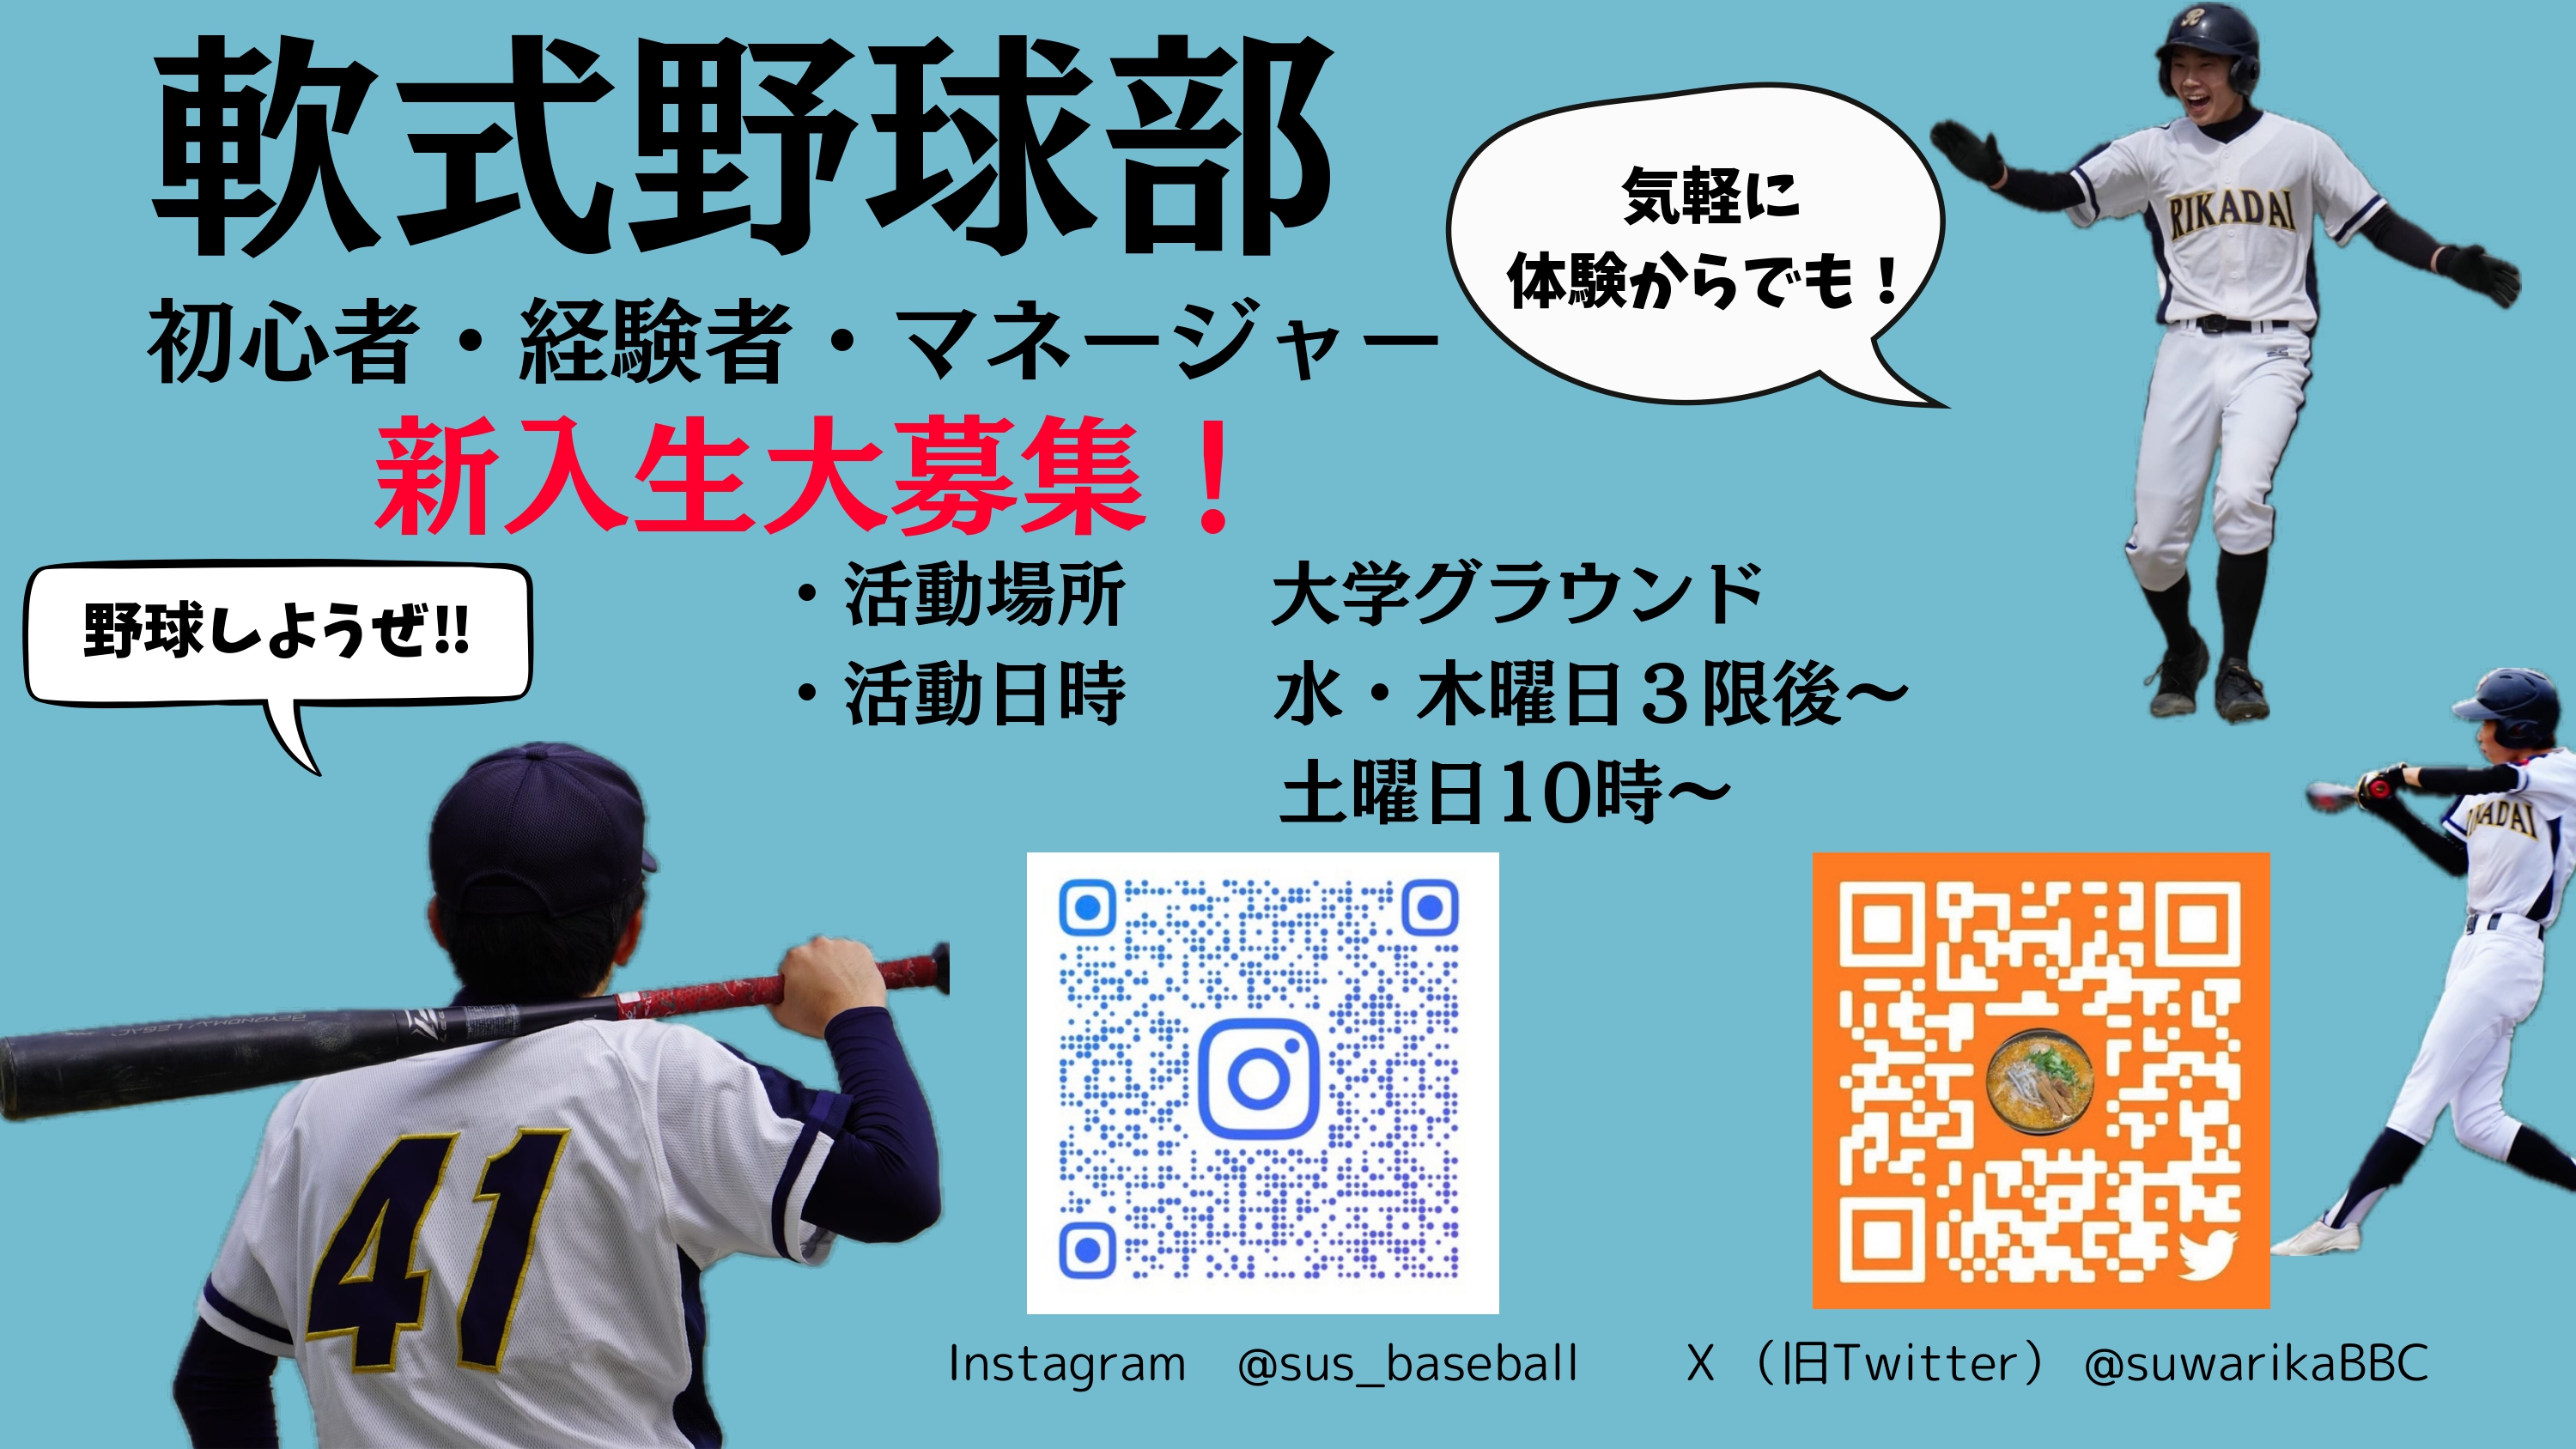 軟式野球部
初心者・経験者・マネージャー
新入生大募集！
気軽に
体験からでも！
RIKADAI
野球しようぜ!!
・活動場所　　大学グラウンド
・活動日時　　水・木曜日３限後～
土曜日10時～
KADAI
41
Instagram　@sus_baseball
X （旧Twitter） @suwarikaBBC